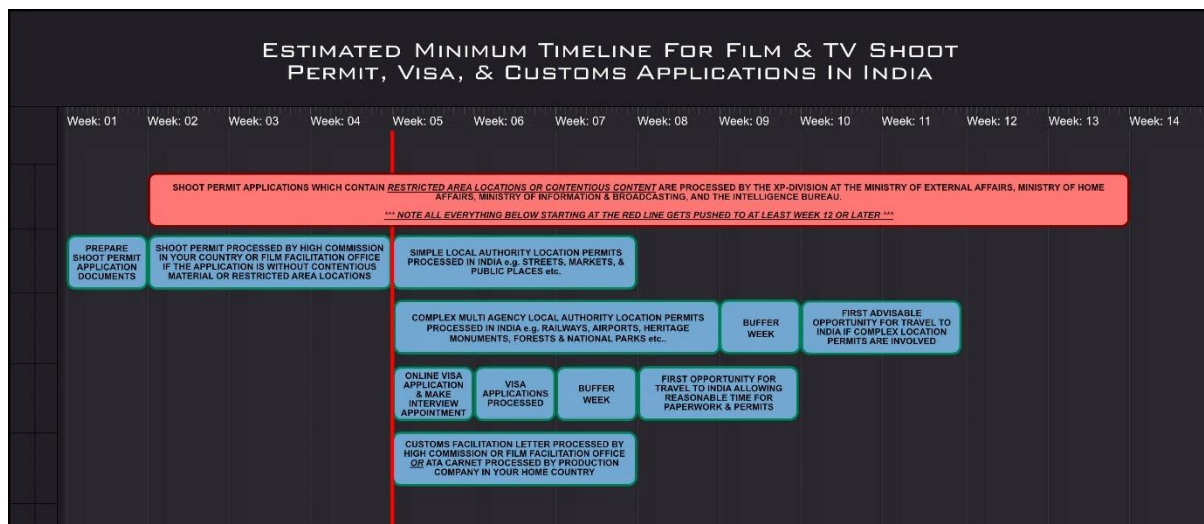 ESTIMATED MINIMUM TIMELINE FOR FILM & TV SHOOT
PERMIT, VISA, & CUSTOMS APPLICATIONS IN INDIA
Week: 01 Week: 02 Week: 03 Week: 04 Week: 05 Week: 06 Week: 07 Week: 08 Week: 09 Week: 10 Week: 11 Week: 12 Week: 13 Week: 14
SHOOT PERMIT APPLICATIONS WHICH CONTAIN RESTRICTED AREA LOCATIONS OR CONTENTIOUS CONTENT ARE PROCESSED BY THE XP-DIVISION AT THE MINISTRY OF EXTERNAL AFFAIRS, MINISTRY OF HOME
AFFAIRS, MINISTRY OF INFORMATION & BROADCASTING, AND THE INTELLIGENCE BUREAU.
*** NOTE ALL EVERYTHING BELOW STARTING AT THE RED LINE GETS PUSHED TO AT LEAST WEEK 12 OR LATER ***
PREPARE
SHOOT PERMIT
APPLICATION
DOCUMENTS
SHOOT PERMIT PROCESSED BY HIGH COMMISSION
IN YOUR COUNTRY OR FILM FACILITATION OFFICE
IF THE APPLICATION IS WITHOUT CONTENTIOUS
MATERIAL OR RESTRICTED AREA LOCATIONS
SIMPLE LOCAL AUTHORITY LOCATION PERMITS
PROCESSED IN INDIA e.g. STREETS, MARKETS, &
PUBLIC PLACES etc.
COMPLEX MULTI AGENCY LOCAL AUTHORITY LOCATION PERMITS
PROCESSED IN INDIA e.g. RAILWAYS, AIRPORTS, HERITAGE
MONUMENTS, FORESTS & NATIONAL PARKS etc..
BUFFER
WEEK
FIRST ADVISABLE
OPPORTUNITY FOR TRAVEL TO
INDIA IF COMPLEX LOCATION
PERMITS ARE INVOLVED
ONLINE VISA
APPLICATION
& MAKE
INTERVIEW
APPOINTMENT
VISA
APPLICATIONS
PROCESSED
BUFFER
WEEK
FIRST OPPORTUNITY FOR
TRAVEL TO INDIA ALLOWING
REASONABLE TIME FOR
PAPERWORK & PERMITS
CUSTOMS FACILITATION LETTER PROCESSED BY
HIGH COMMISSION OR FILM FACILITATION OFFICE
OR ATA CARNET PROCESSED BY PRODUCTION
COMPANY IN YOUR HOME COUNTRY